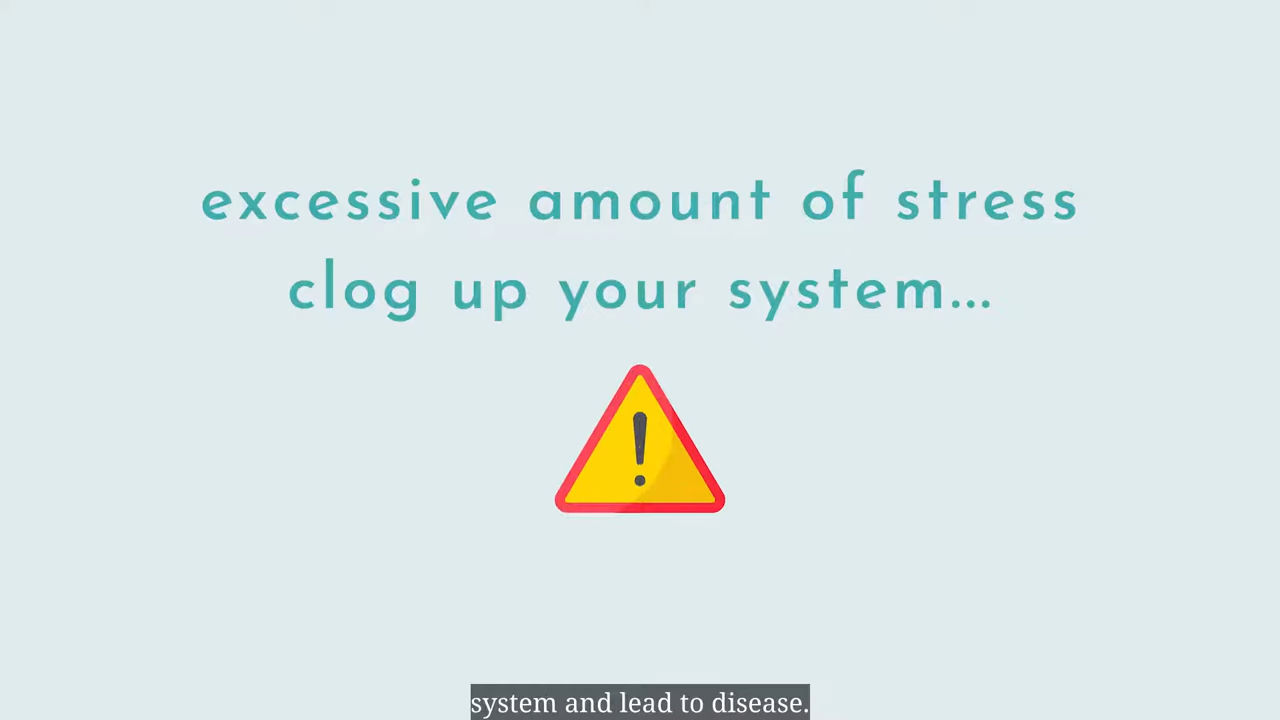 excessive amount of stress
clog up your system...
system and lead to disease.